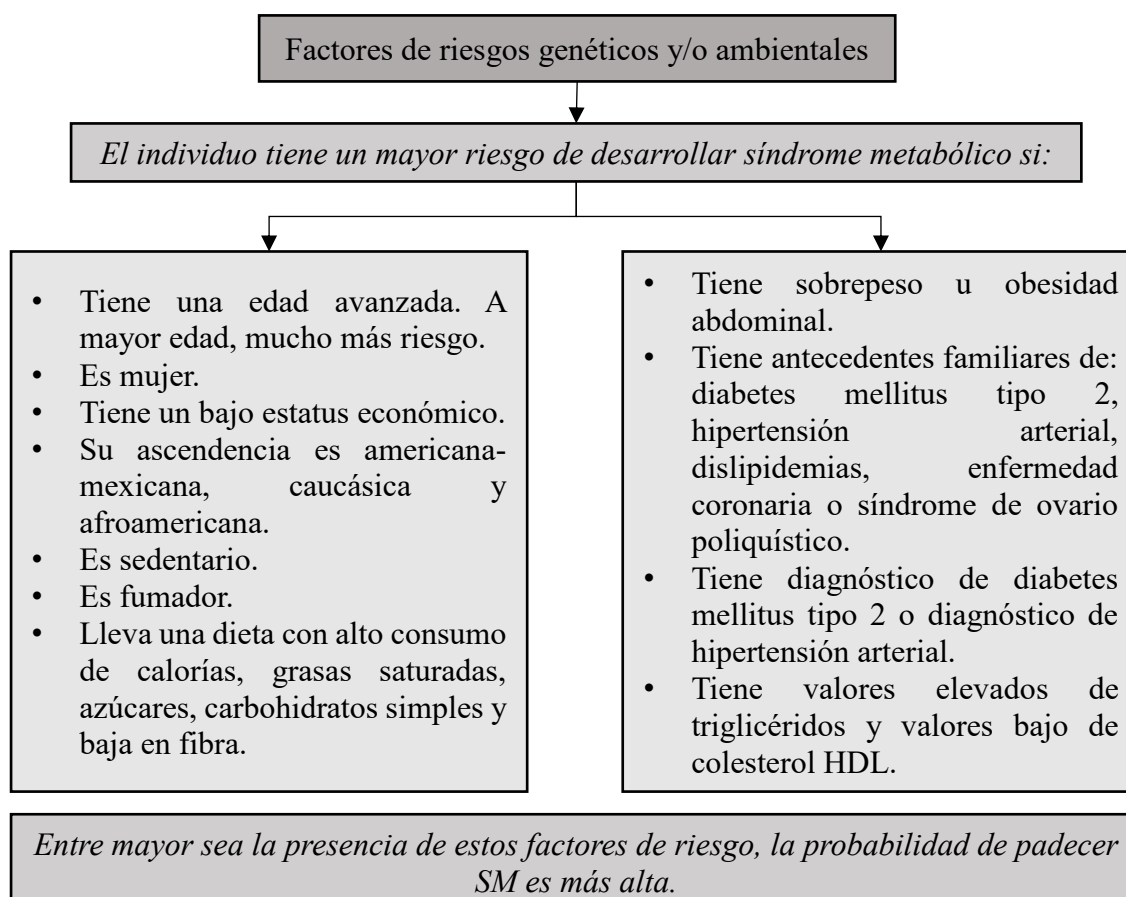 Factores de riesgos genéticos y/o ambientales
El individuo tiene un mayor riesgo de desarrollar síndrome metabólico si:
• Tiene una edad avanzada. A
mayor edad, mucho más riesgo.
• Es mujer.
• Tiene un bajo estatus económico.
• Su ascendencia es americana-
mexicana, caucásica y
afroamericana.
• Es sedentario.
• Es fumador.
• Lleva una dieta con alto consumo
de calorías, grasas saturadas,
azúcares, carbohidratos simples y
baja en fibra.
• Tiene sobrepeso u obesidad
abdominal.
• Tiene antecedentes familiares de:
diabetes mellitus tipo 2,
hipertensión arterial,
dislipidemias, enfermedad
coronaria o síndrome de ovario
poliquístico.
• Tiene diagnóstico de diabetes
mellitus tipo 2 o diagnóstico de
hipertensión arterial.
• Tiene valores elevados de
triglicéridos y valores bajo de
colesterol HDL.
Entre mayor sea la presencia de estos factores de riesgo, la probabilidad de padecer
SM es más alta.